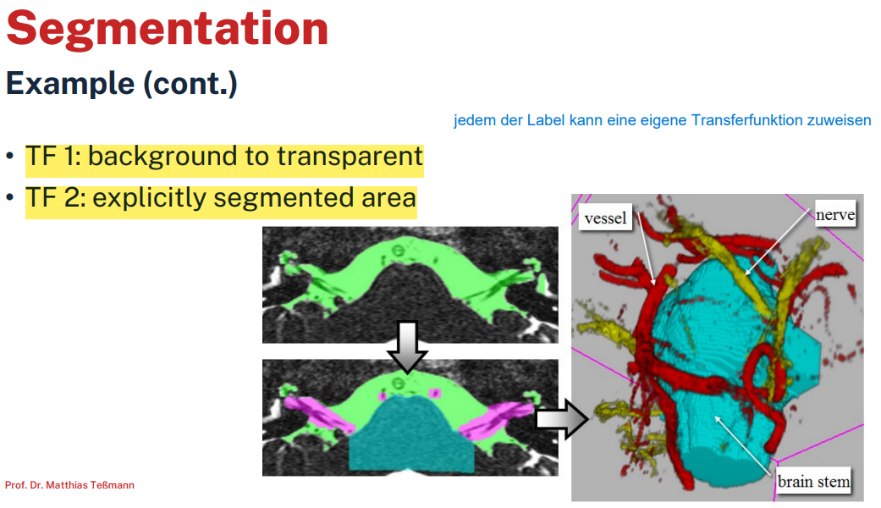 Segmentation
Example (cont.)
jedem der Label kann eine eigene Transferfunktion zuweisen
• TF 1: background to transparent
• TF 2: explicitly segmented area
vessel
nerve
brain stem
Prof. Dr. Matthias Teßmann